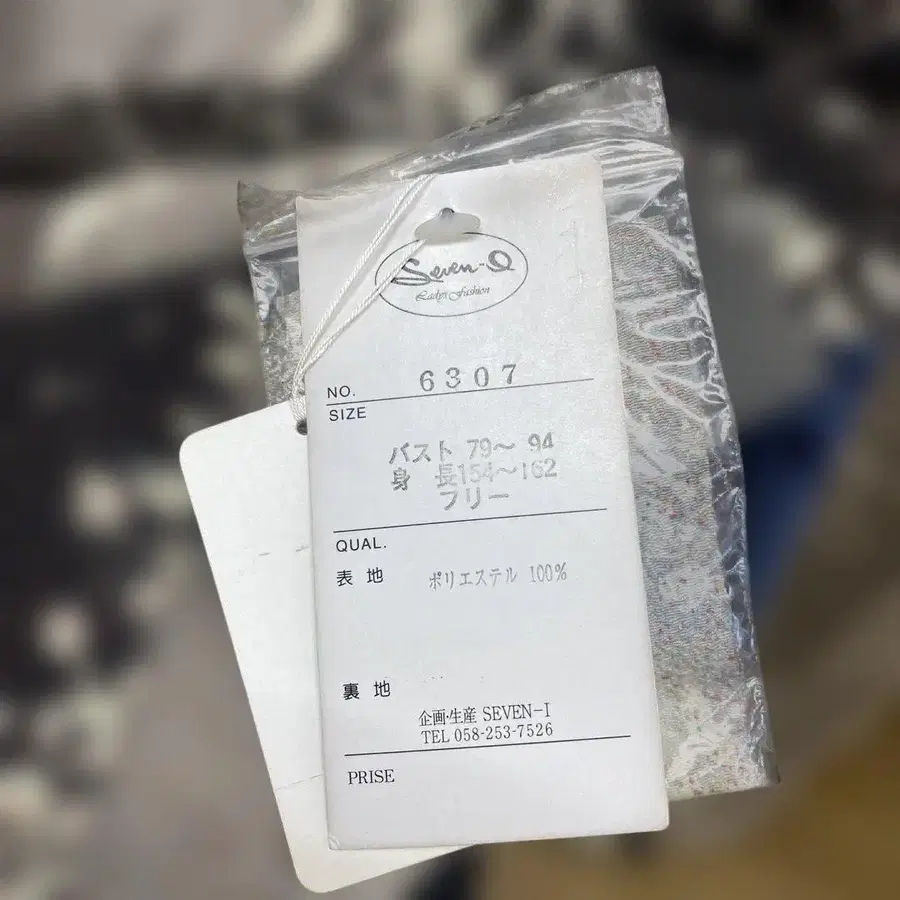 Seven-Q
Ladys Fashion
NO. 6307
SIZE
バスト 79～ 94
身 長154～162
フリー
QUAL.
表 地 ポリエステル 100%
裏 地
企画・生産 SEVEN-I
TEL 058-253-7526
PRISE